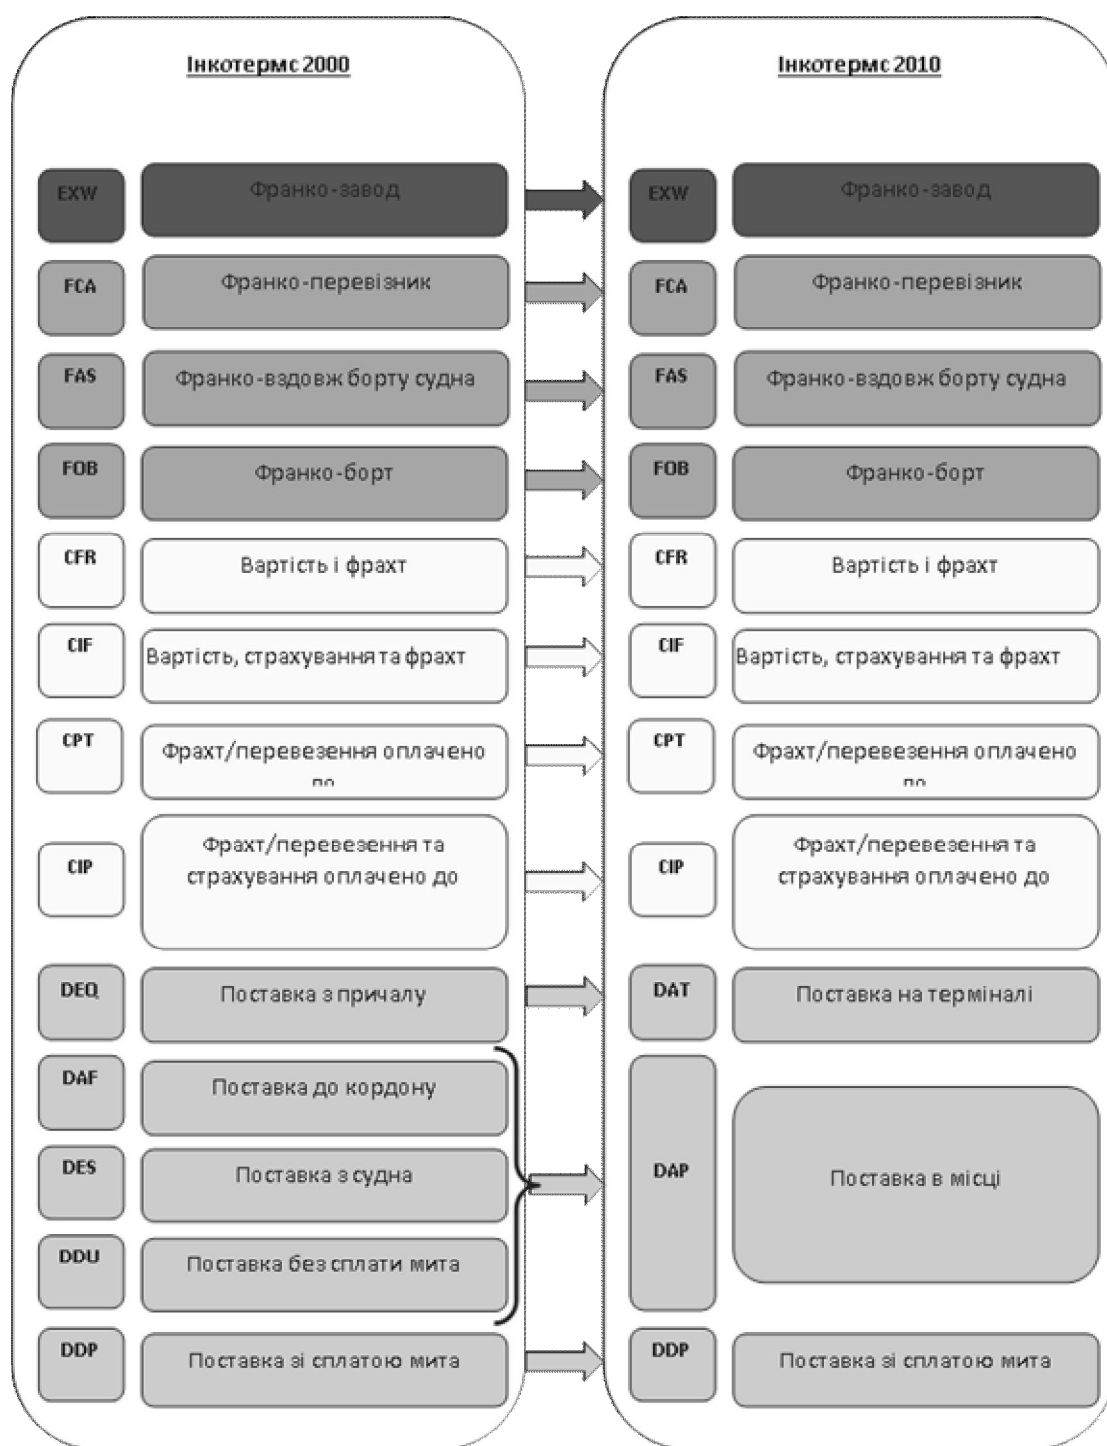 Інкотермс 2000
Інкотермс 2010
EXW
Франко-завод
EXW
Франко-завод
FCA
Франко-перевізник
FCA
Франко-перевізник
FAS
Франко-вздовж борту судна
FAS
Франко-вздовж борту судна
FOB
Франко-борт
FOB
Франко-борт
CFR
Вартість і фрахт
CFR
Вартість і фрахт
CIF
Вартість, страхування та фрахт
CIF
Вартість, страхування та фрахт
CPT
Фрахт/перевезення оплачено
CPT
Фрахт/перевезення оплачено
CIP
Фрахт/перевезення та
страхування оплачено до
CIP
Фрахт/перевезення та
страхування оплачено до
DEQ
Поставка з причалу
DAT
Поставка на терміналі
DAF
Поставка до кордону
DES
Поставка з судна
DAP
Поставка в місці
DDU
Поставка без сплати мита
DDP
Поставка зі сплатою мита
DDP
Поставка зі сплатою мита